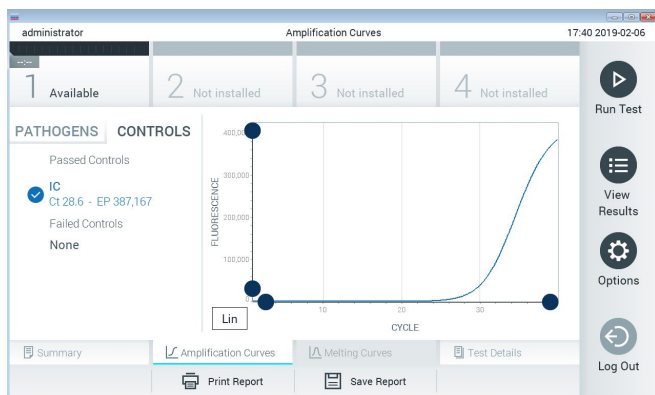 administrator
Amplification Curves
17:40 2019-02-06
--:--
1 Available
2 Not installed
3 Not installed
4 Not installed
Run Test
PATHOGENS
CONTROLS
Passed Controls
IC
Ct 28.6 - EP 387,167
Failed Controls
None
FLUORESCENCE
400,00
300,000
200,000
100,000
0
10
20
30
CYCLE
Lin
View
Results
Options
Log Out
Summary
Amplification Curves
Melting Curves
Test Details
Print Report
Save Report